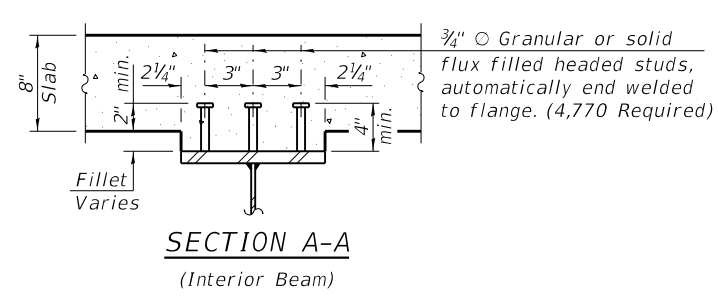 ¾" ∅ Granular or solid
flux filled headed studs,
automatically end welded
to flange. (4,770 Required)
8"
Slab
2" min.
2¼"
3"
3"
2¼"
4"
min.
Fillet
Varies
SECTION A-A
(Interior Beam)